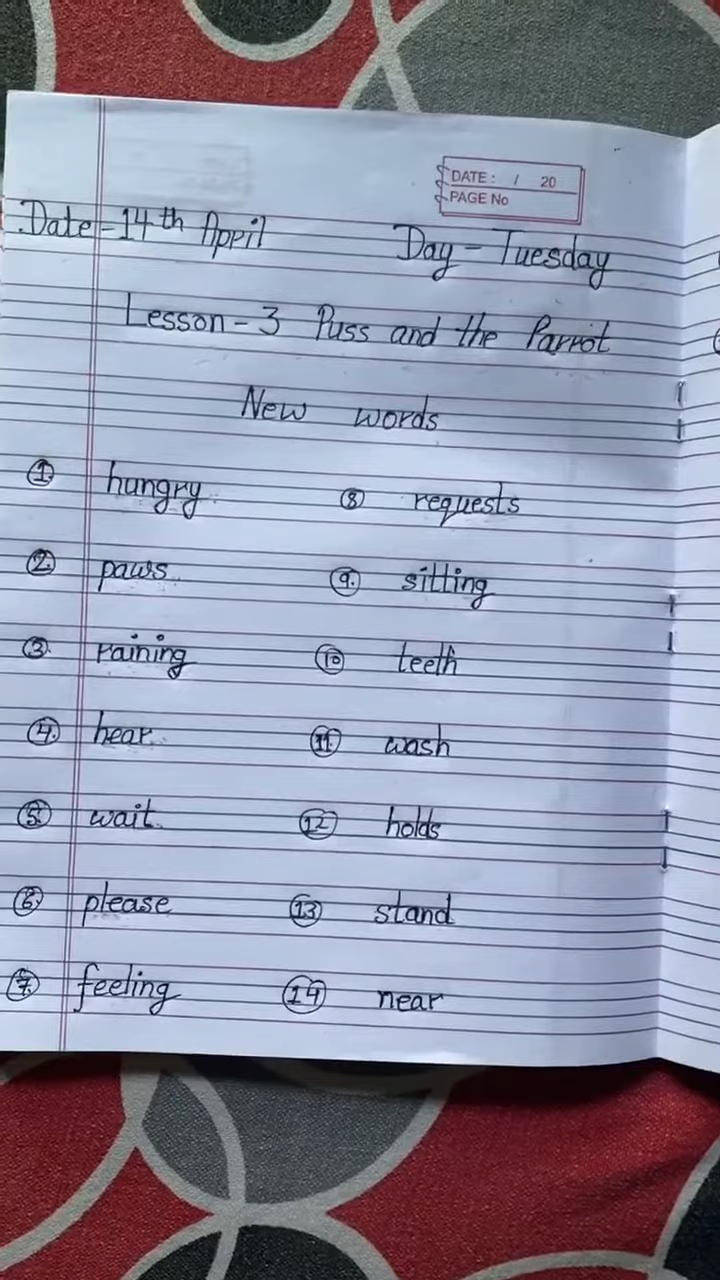 DATE: / 20
PAGE No
Date-14th April Day-Tuesday
Lesson-3 Puss and the Parrot
New words
1 hungry 8 requests
2. paws 9. sitting
3. raining 10 teeth
4. hear 11 wash
5. wait 12 holds
6. please 13 stand
7. feeling 14 near